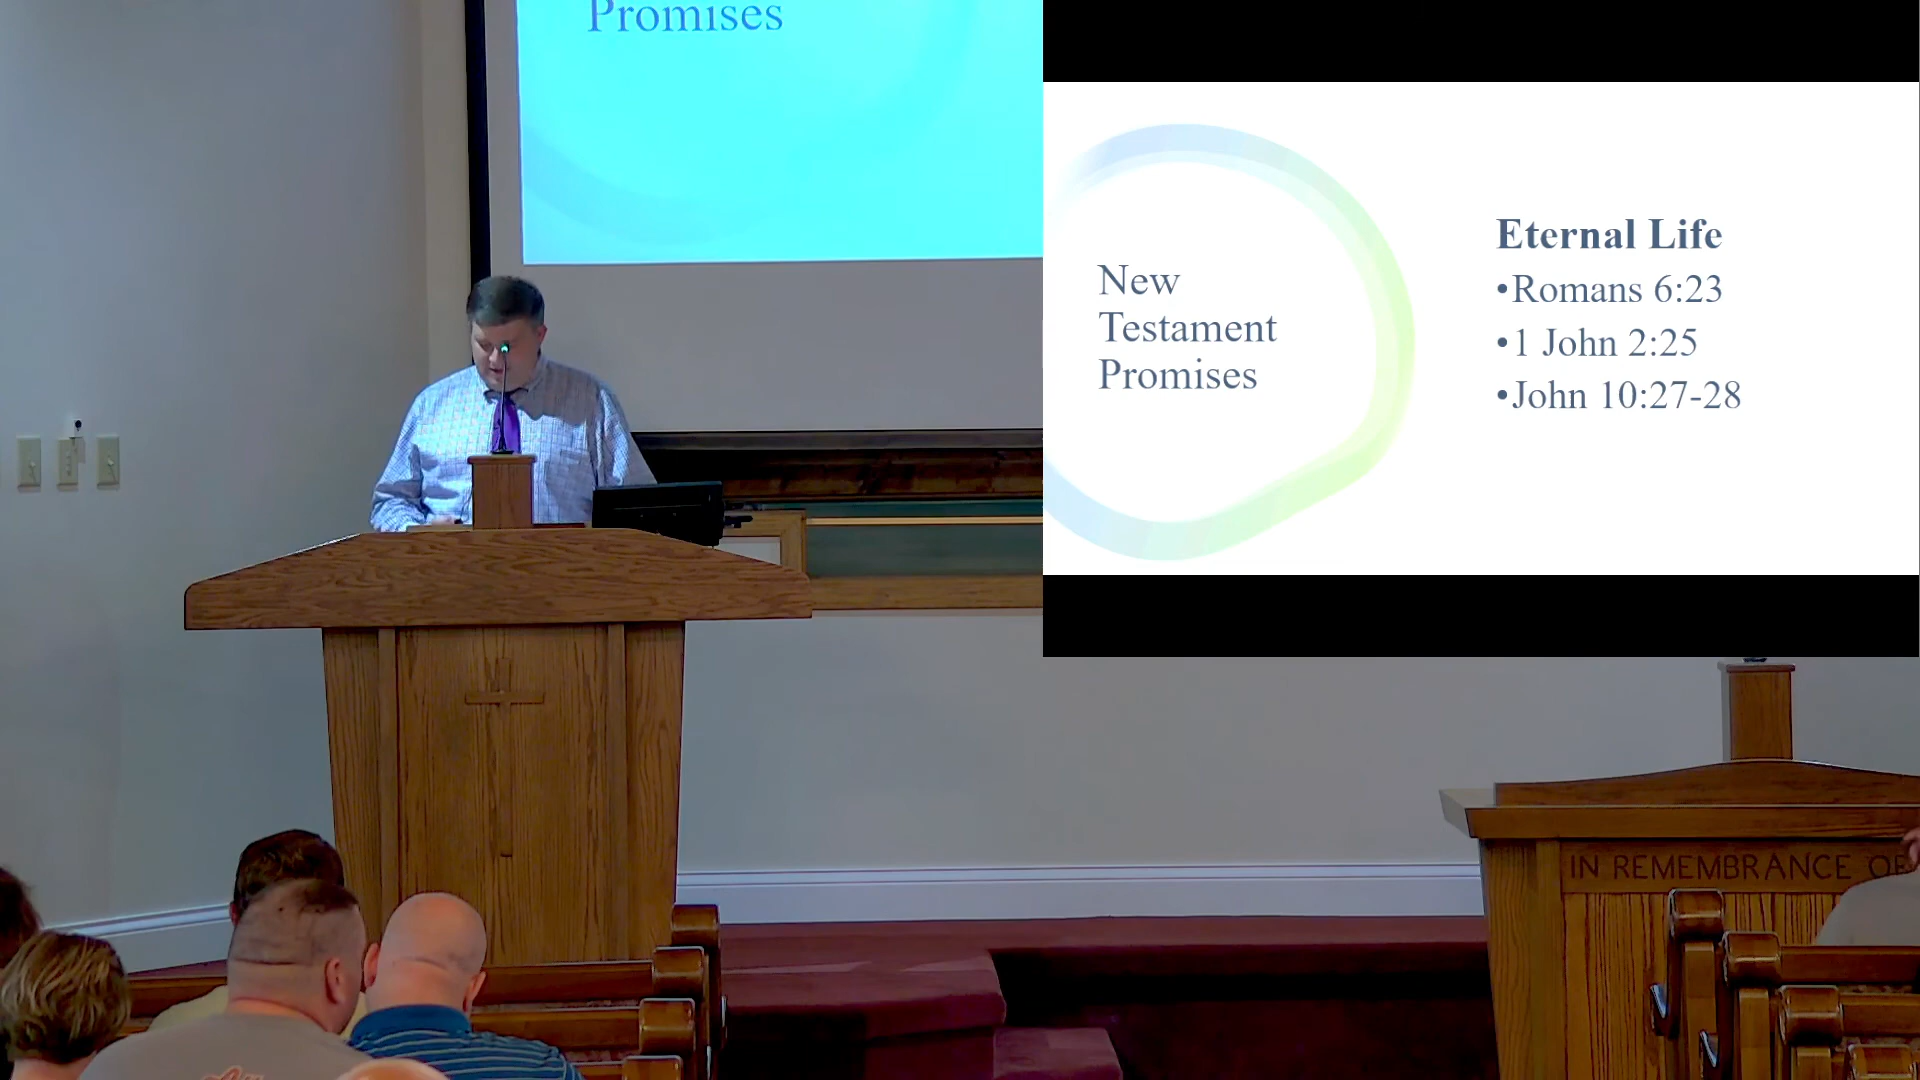 Promises
New
Testament
Promises
Eternal Life
•Romans 6:23
•1 John 2:25
•John 10:27-28
IN REMEMBRANCE OF